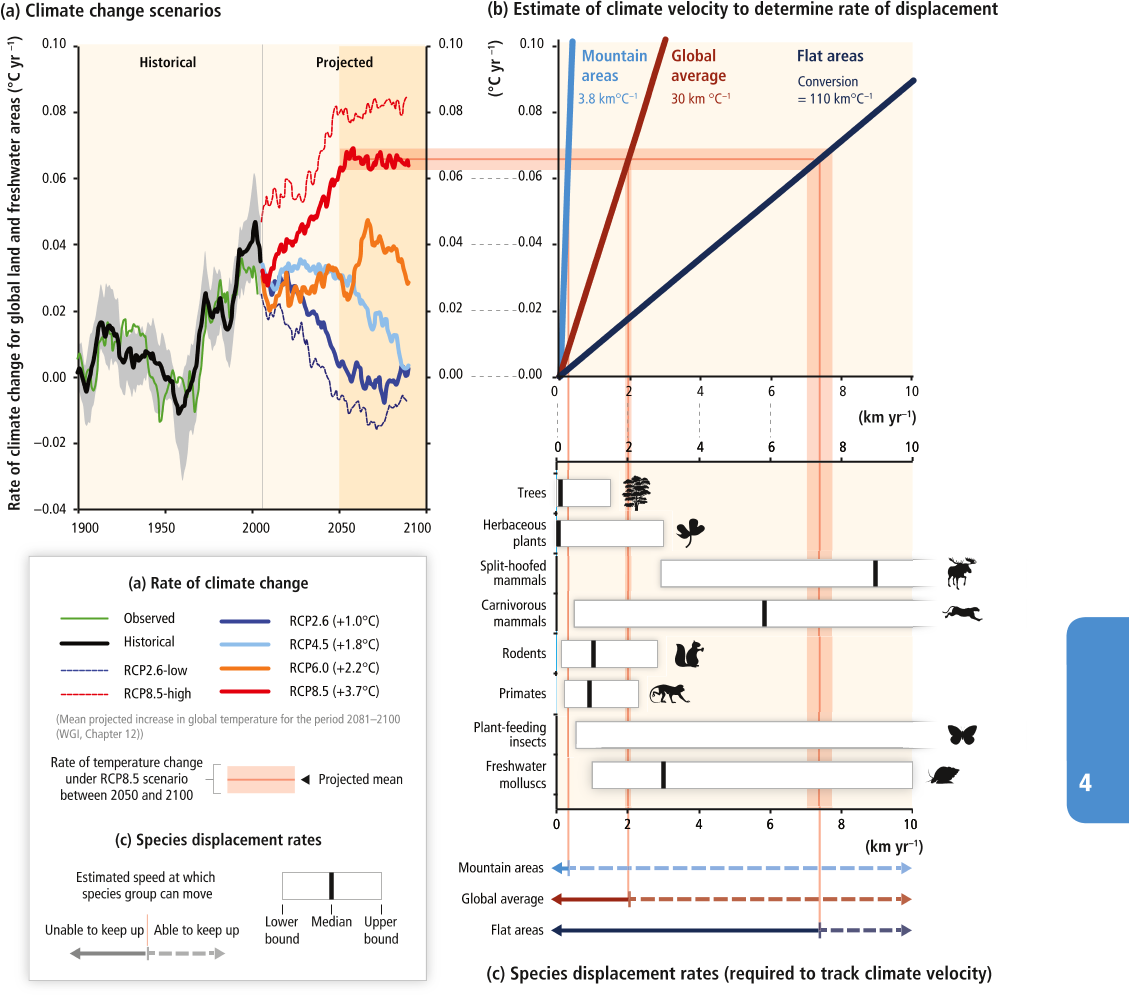 (a) Climate change scenarios
Rate of climate change for global land and freshwater areas (°C yr⁻¹)
0.10
0.08
0.06
0.04
0.02
0.00
−0.02
−0.04
Historical
Projected
1900
1950
2000
2050
2100
0.10
0.08
0.06
0.04
0.02
0.00
(b) Estimate of climate velocity to determine rate of displacement
(°C yr⁻¹)
0.10
0.08
0.06
0.04
0.02
0.00
Mountain
areas
3.8 km°C⁻¹
Global
average
30 km °C⁻¹
Flat areas
Conversion
= 110 km°C⁻¹
0 2 4 6 8 10
(km yr⁻¹)
0 2 4 6 8 10
Trees
Herbaceous
plants
Split-hoofed
mammals
Carnivorous
mammals
Rodents
Primates
Plant-feeding
insects
Freshwater
molluscs
0 2 4 6 8 10
(km yr⁻¹)
Mountain areas
Global average
Flat areas
(c) Species displacement rates (required to track climate velocity)
(a) Rate of climate change
Observed
Historical
RCP2.6-low
RCP8.5-high
RCP2.6 (+1.0°C)
RCP4.5 (+1.8°C)
RCP6.0 (+2.2°C)
RCP8.5 (+3.7°C)
(Mean projected increase in global temperature for the period 2081–2100
(WGI, Chapter 12))
Rate of temperature change
under RCP8.5 scenario
between 2050 and 2100
Projected mean
(c) Species displacement rates
Estimated speed at which
species group can move
Unable to keep up
Able to keep up
Lower
bound
Median
Upper
bound
4